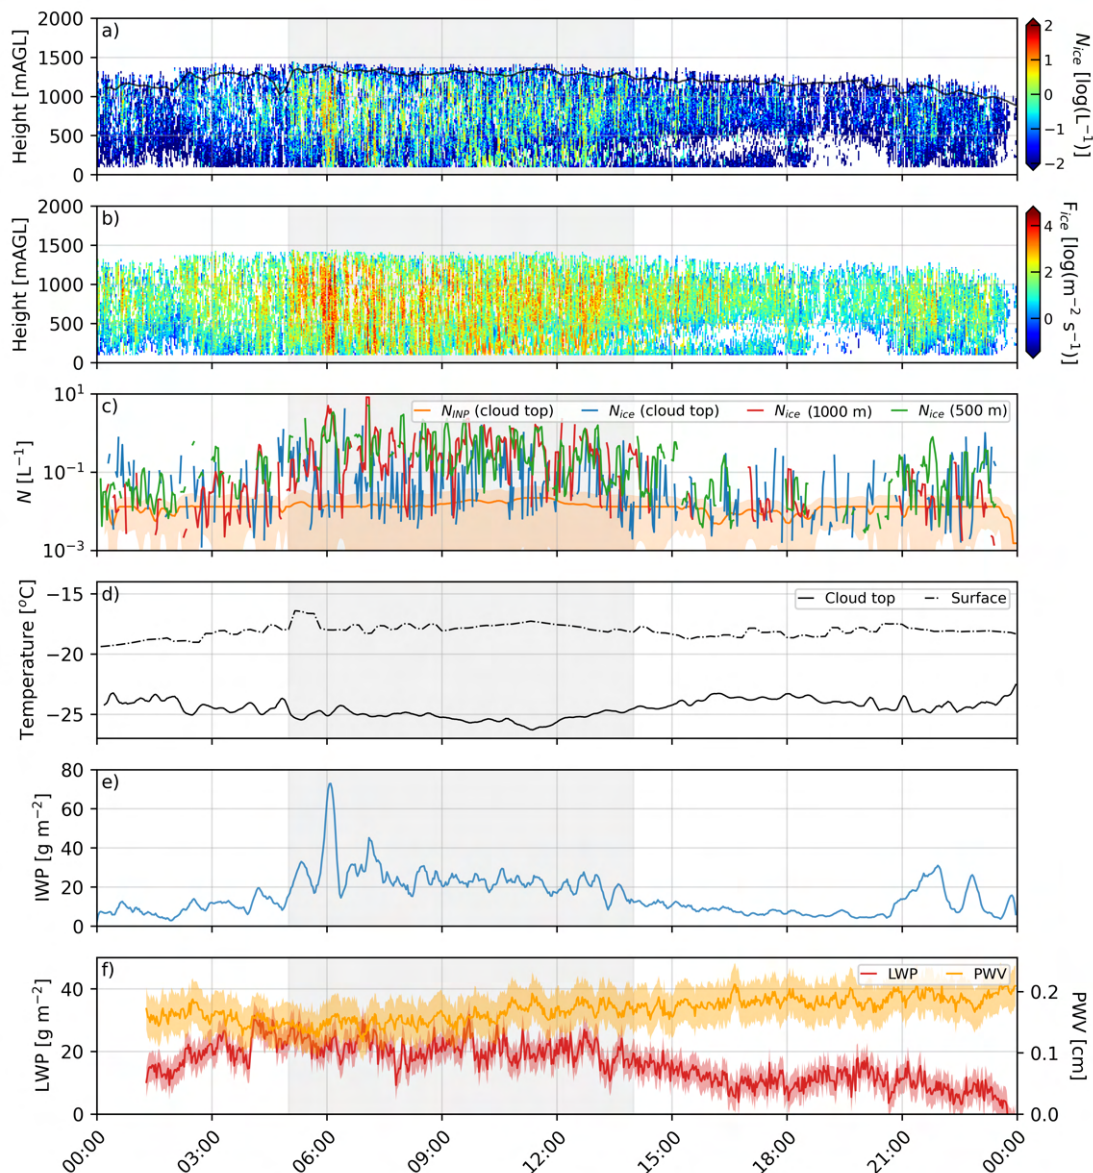 a)
2000
1500
1000
500
0
Height [mAGL]
2
1
0
−1
−2
N_ice [log(L⁻¹)]
b)
2000
1500
1000
500
0
Height [mAGL]
4
2
0
F_ice [log(m⁻² s⁻¹)]
c)
10¹
10⁻¹
10⁻³
N [L⁻¹]
N_INP (cloud top) N_ice (cloud top) N_ice (1000 m) N_ice (500 m)
d)
−15
−20
−25
Temperature [°C]
Cloud top Surface
e)
80
60
40
20
0
IWP [g m⁻²]
f)
40
20
0
LWP [g m⁻²]
LWP PWV
0.2
0.1
0.0
PWV [cm]
00:00 03:00 06:00 09:00 12:00 15:00 18:00 21:00 00:00